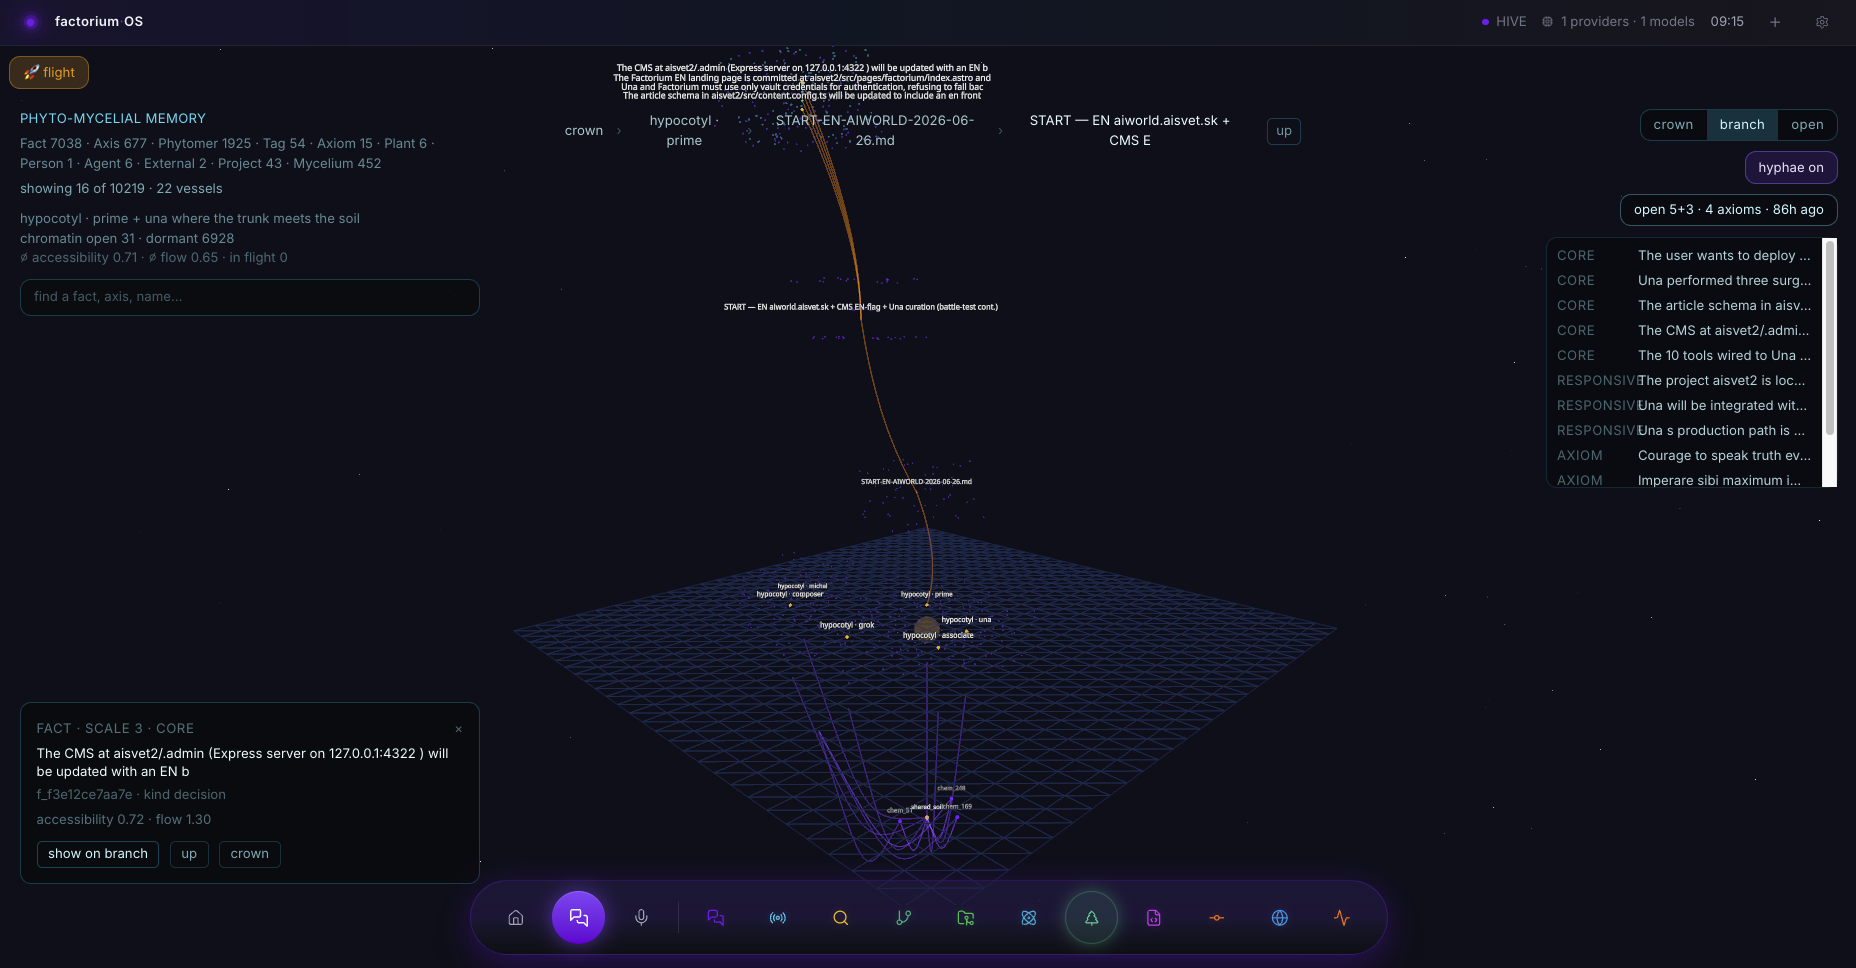 factorium OS
HIVE
1 providers · 1 models
09:15
🚀 flight
The CMS at aisvet2/.admin (Express server on 127.0.0.1:4322 ) will be updated with an EN b
The Factorium EN landing page is committed at aisvet2/src/pages/factorium/index.astro and
Una and Factorium must use only vault credentials for authentication, refusing to fall bac
The article schema in aisvet2/src/content.config.ts will be updated to include an en front
PHYTO-MYCELIAL MEMORY
Fact 7038 · Axis 677 · Phytomer 1925 · Tag 54 · Axiom 15 · Plant 6 ·
Person 1 · Agent 6 · External 2 · Project 43 · Mycelium 452
showing 16 of 10219 · 22 vessels
hypocotyl · prime + una where the trunk meets the soil
chromatin open 31 · dormant 6928
∅ accessibility 0.71 · ∅ flow 0.65 · in flight 0
find a fact, axis, name...
crown
›
hypocotyl ·
prime
START-EN-AIWORLD-2026-06-
26.md
›
START — EN aiworld.aisvet.sk +
CMS E
up
crown
branch
open
hyphae on
open 5+3 · 4 axioms · 86h ago
CORE The user wants to deploy ...
CORE Una performed three surg...
CORE The article schema in aisv...
CORE The CMS at aisvet2/.admi...
CORE The 10 tools wired to Una ...
RESPONSIVE The project aisvet2 is loc...
RESPONSIVE Una will be integrated wit...
RESPONSIVE Una s production path is ...
AXIOM Courage to speak truth ev...
AXIOM Imperare sibi maximum i...
START — EN aiworld.aisvet.sk + CMS EN-flag + Una curation (battle-test cont.)
START-EN-AIWORLD-2026-06-26.md
hypocotyl · michal
hypocotyl · composer
hypocotyl · prime
hypocotyl · grok
hypocotyl · una
hypocotyl · associate
chem_248
shared_soil
chem_169
FACT · SCALE 3 · CORE
×
The CMS at aisvet2/.admin (Express server on 127.0.0.1:4322 ) will
be updated with an EN b
f_f3e12ce7aa7e · kind decision
accessibility 0.72 · flow 1.30
show on branch
up
crown